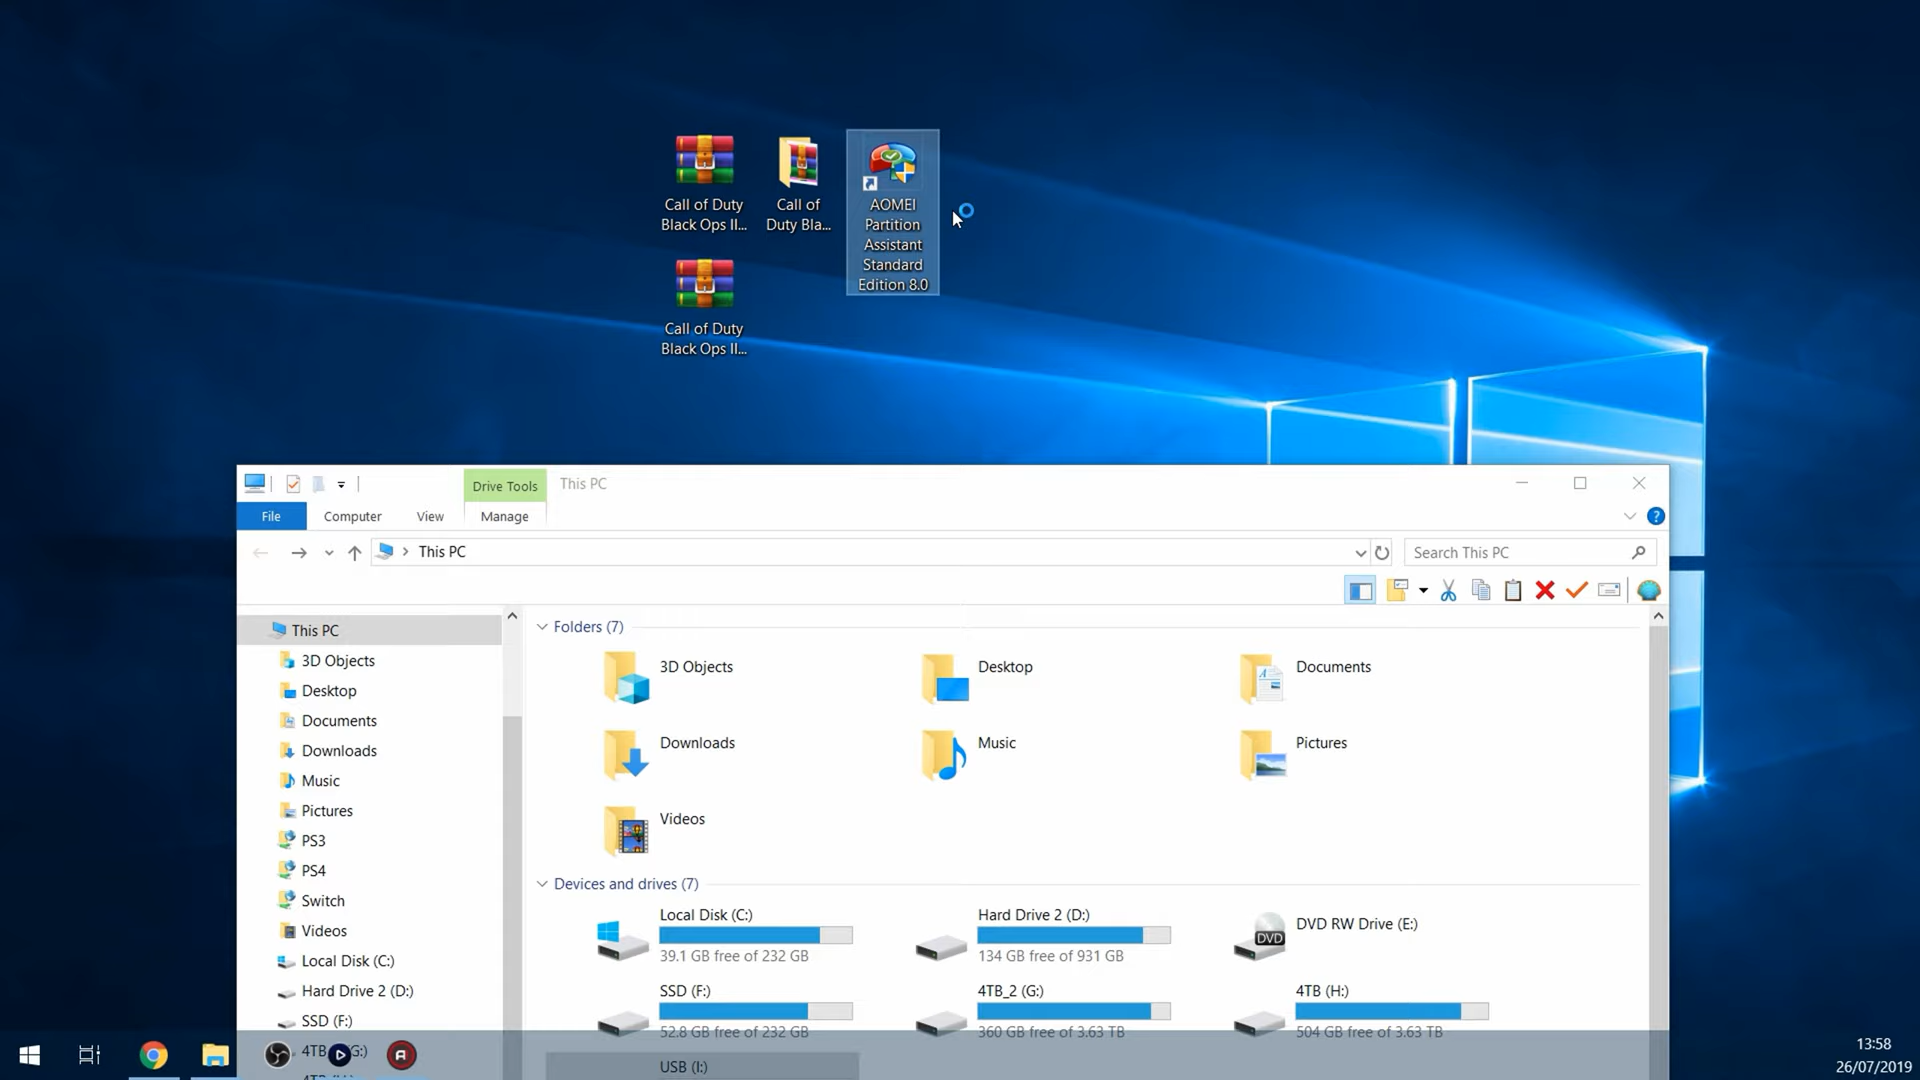 Call of Duty
Black Ops II...
Call of
Duty Bla...
AOMEI
Partition
Assistant
Standard
Edition 8.0
Call of Duty
Black Ops II...
Drive Tools
This PC
File
Computer
View
Manage
This PC
Search This PC
This PC
3D Objects
Desktop
Documents
Downloads
Music
Pictures
PS3
PS4
Switch
Videos
Local Disk (C:)
Hard Drive 2 (D:)
SSD (F:)
Folders (7)
3D Objects
Desktop
Documents
Downloads
Music
Pictures
Videos
Devices and drives (7)
Local Disk (C:)
39.1 GB free of 232 GB
Hard Drive 2 (D:)
134 GB free of 931 GB
DVD RW Drive (E:)
DVD
SSD (F:)
52.8 GB free of 232 GB
4TB_2 (G:)
360 GB free of 3.63 TB
4TB (H:)
504 GB free of 3.63 TB
USB (I:)
4TB G:)
13:58
26/07/2019